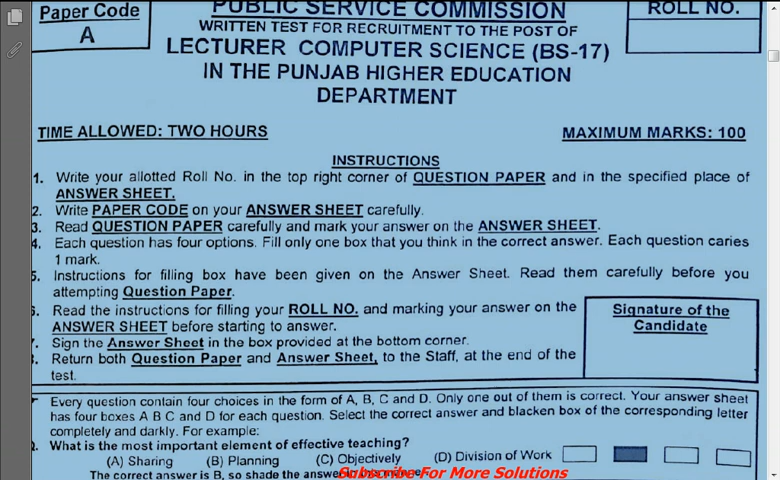 Paper Code
A
PUBLIC SERVICE COMMISSION
ROLL NO.
WRITTEN TEST FOR RECRUITMENT TO THE POST OF
LECTURER COMPUTER SCIENCE (BS-17)
IN THE PUNJAB HIGHER EDUCATION
DEPARTMENT
TIME ALLOWED: TWO HOURS
MAXIMUM MARKS: 100
INSTRUCTIONS
1. Write your allotted Roll No. in the top right corner of QUESTION PAPER and in the specified place of
ANSWER SHEET.
2. Write PAPER CODE on your ANSWER SHEET carefully.
3. Read QUESTION PAPER carefully and mark your answer on the ANSWER SHEET.
4. Each question has four options. Fill only one box that you think in the correct answer. Each question caries
1 mark.
5. Instructions for filling box have been given on the Answer Sheet. Read them carefully before you
attempting Question Paper.
Read the instructions for filling your ROLL NO. and marking your answer on the
ANSWER SHEET before starting to answer.
Sign the Answer Sheet in the box provided at the bottom corner.
Return both Question Paper and Answer Sheet, to the Staff, at the end of the
test.
Signature of the
Candidate
Every question contain four choices in the form of A, B, C and D. Only one out of them is correct. Your answer sheet
has four boxes A B C and D for each question. Select the correct answer and blacken box of the corresponding letter
completely and darkly. For example:
What is the most important element of effective teaching?
(A) Sharing (B) Planning (C) Objectively (D) Division of Work
The correct answer is B, so shade the answer
Subscribe For More Solutions